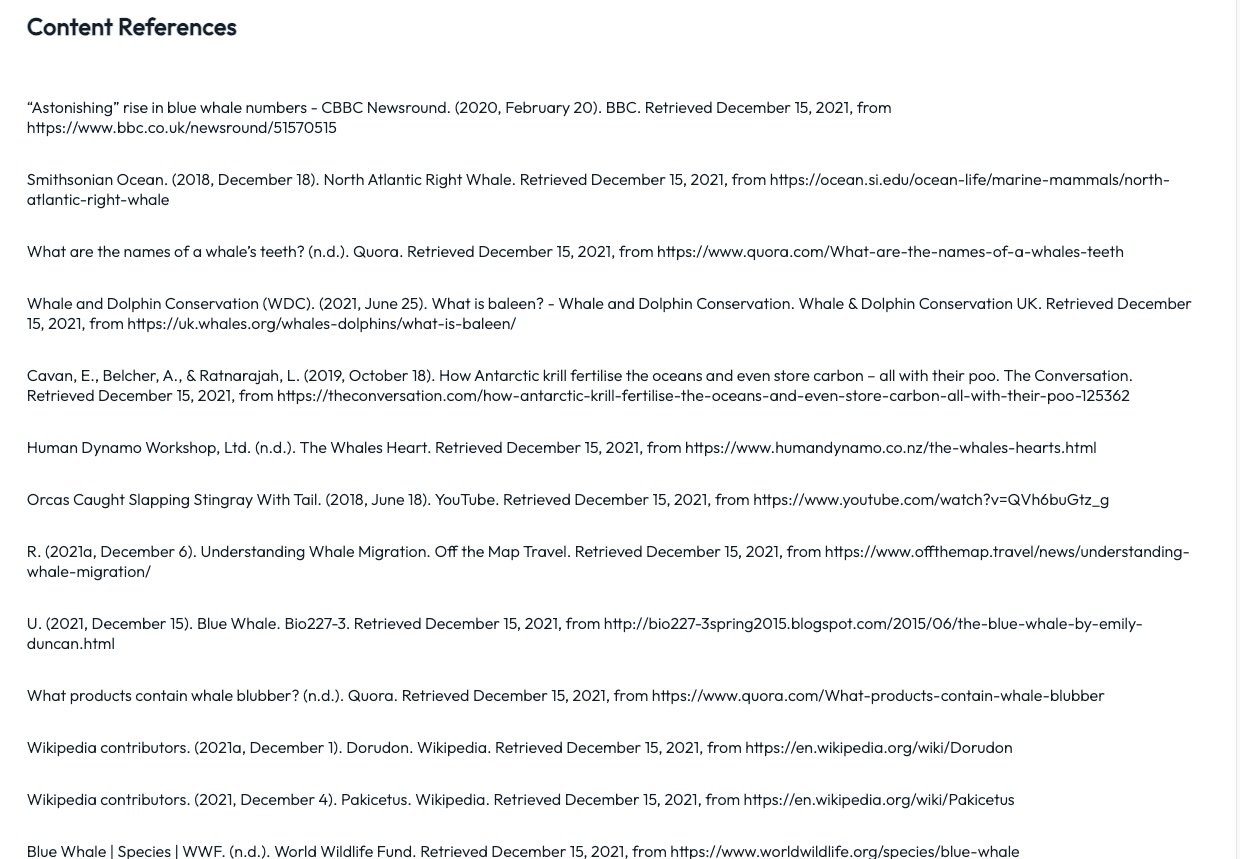 Content References
“Astonishing” rise in blue whale numbers - CBBC Newsround. (2020, February 20). BBC. Retrieved December 15, 2021, from
https://www.bbc.co.uk/newsround/51570515
Smithsonian Ocean. (2018, December 18). North Atlantic Right Whale. Retrieved December 15, 2021, from https://ocean.si.edu/ocean-life/marine-mammals/north-
atlantic-right-whale
What are the names of a whale’s teeth? (n.d.). Quora. Retrieved December 15, 2021, from https://www.quora.com/What-are-the-names-of-a-whales-teeth
Whale and Dolphin Conservation (WDC). (2021, June 25). What is baleen? - Whale and Dolphin Conservation. Whale & Dolphin Conservation UK. Retrieved December
15, 2021, from https://uk.whales.org/whales-dolphins/what-is-baleen/
Cavan, E., Belcher, A., & Ratnarajah, L. (2019, October 18). How Antarctic krill fertilise the oceans and even store carbon – all with their poo. The Conversation.
Retrieved December 15, 2021, from https://theconversation.com/how-antarctic-krill-fertilise-the-oceans-and-even-store-carbon-all-with-their-poo-125362
Human Dynamo Workshop, Ltd. (n.d.). The Whales Heart. Retrieved December 15, 2021, from https://www.humandynamo.co.nz/the-whales-hearts.html
Orcas Caught Slapping Stingray With Tail. (2018, June 18). YouTube. Retrieved December 15, 2021, from https://www.youtube.com/watch?v=QVh6buGtz_g
R. (2021a, December 6). Understanding Whale Migration. Off the Map Travel. Retrieved December 15, 2021, from https://www.offthemap.travel/news/understanding-
whale-migration/
U. (2021, December 15). Blue Whale. Bio227-3. Retrieved December 15, 2021, from http://bio227-3spring2015.blogspot.com/2015/06/the-blue-whale-by-emily-
duncan.html
What products contain whale blubber? (n.d.). Quora. Retrieved December 15, 2021, from https://www.quora.com/What-products-contain-whale-blubber
Wikipedia contributors. (2021a, December 1). Dorudon. Wikipedia. Retrieved December 15, 2021, from https://en.wikipedia.org/wiki/Dorudon
Wikipedia contributors. (2021, December 4). Pakicetus. Wikipedia. Retrieved December 15, 2021, from https://en.wikipedia.org/wiki/Pakicetus
Blue Whale | Species | WWF. (n.d.). World Wildlife Fund. Retrieved December 15, 2021, from https://www.worldwildlife.org/species/blue-whale